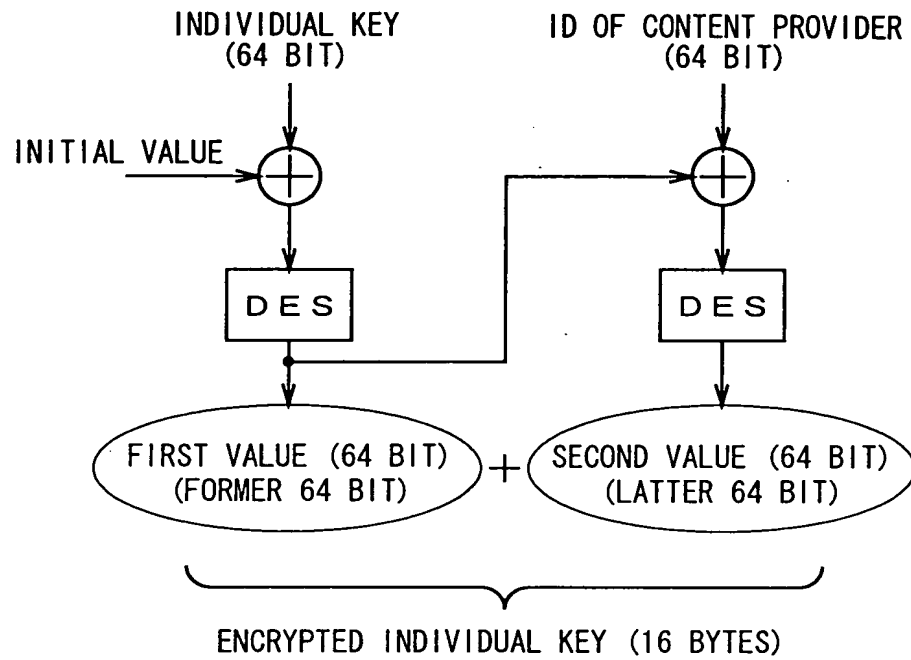 INDIVIDUAL KEY
(64 BIT)
ID OF CONTENT PROVIDER
(64 BIT)
INITIAL VALUE
DES
DES
FIRST VALUE (64 BIT)
(FORMER 64 BIT)
+
SECOND VALUE (64 BIT)
(LATTER 64 BIT)
ENCRYPTED INDIVIDUAL KEY (16 BYTES)